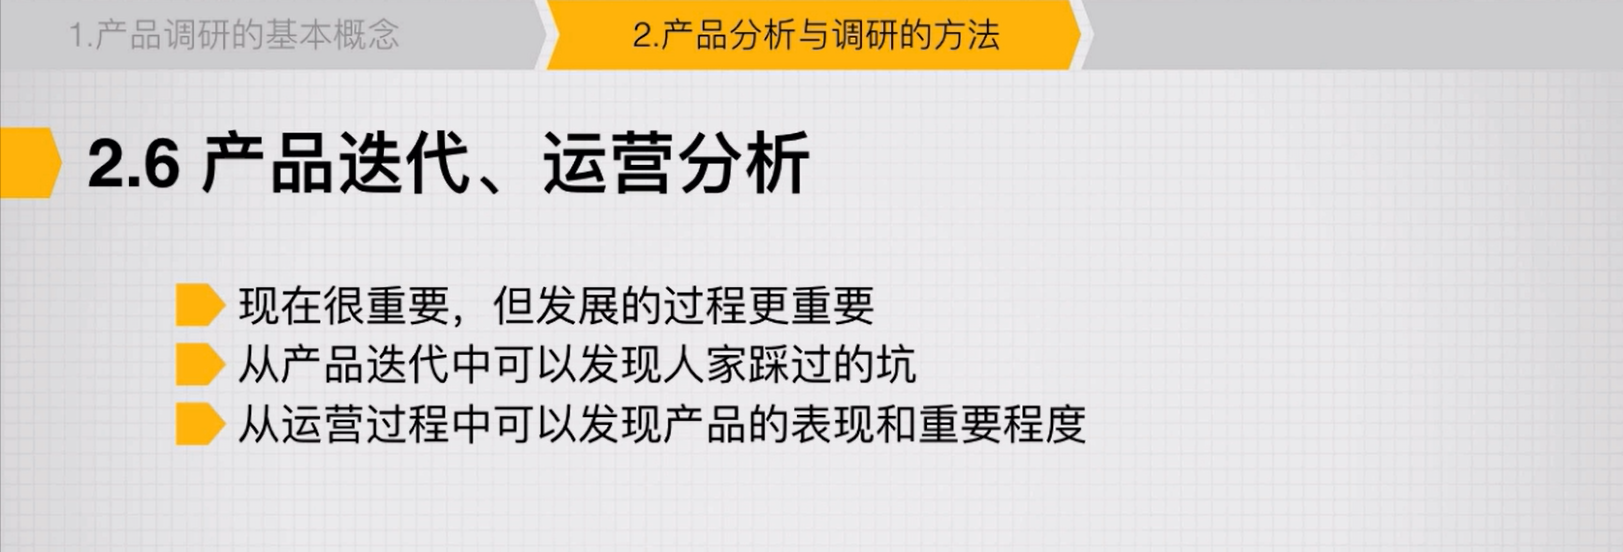 1.产品调研的基本概念
2.产品分析与调研的方法
2.6 产品迭代、运营分析
现在很重要，但发展的过程更重要
从产品迭代中可以发现人家踩过的坑
从运营过程中可以发现产品的表现和重要程度